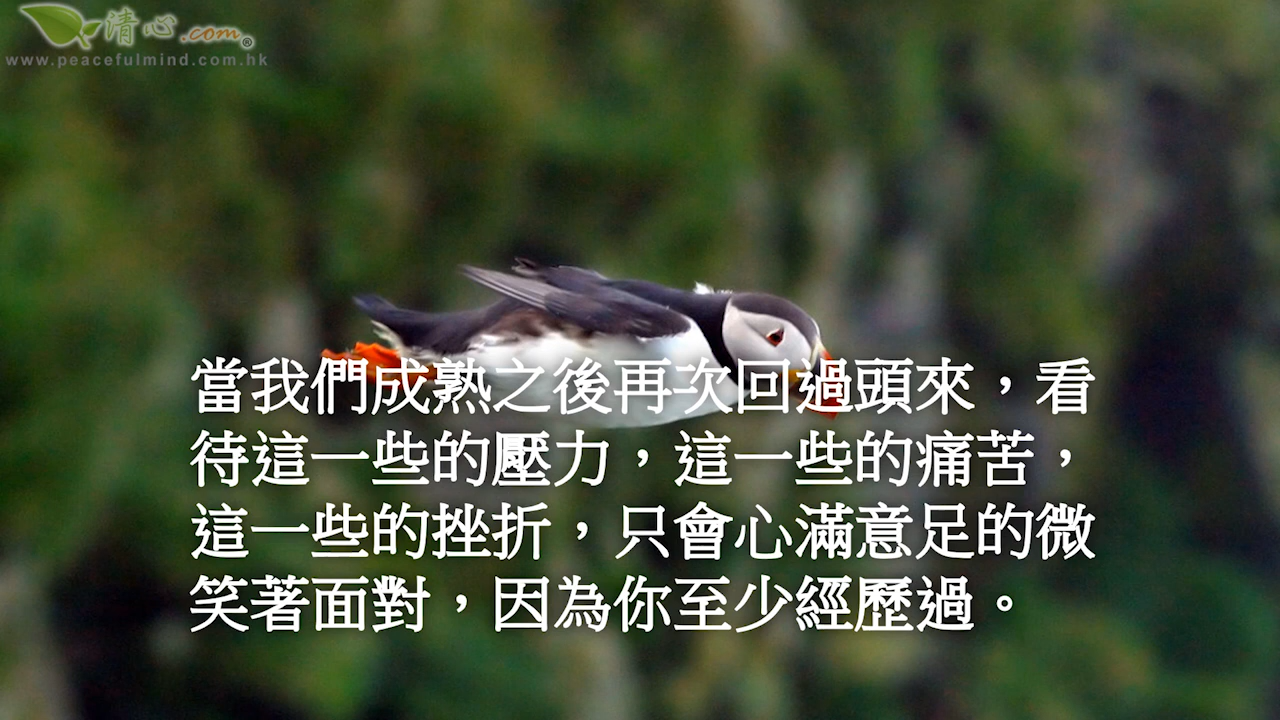 清心.com®
www.peacefulmind.com.hk
當我們成熟之後再次回過頭來，看
待這一些的壓力，這一些的痛苦，
這一些的挫折，只會心滿意足的微
笑著面對，因為你至少經歷過。